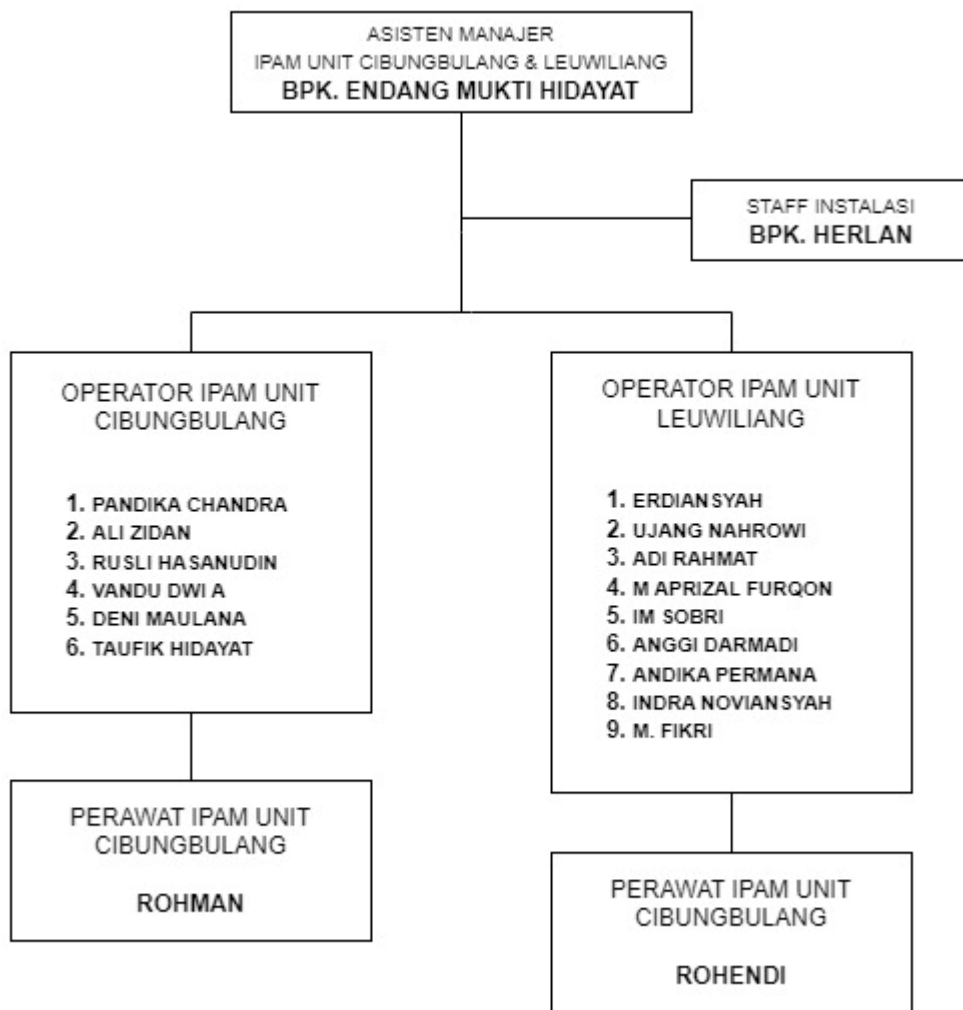 ASISTEN MANAJER
IPAM UNIT CIBUNGBULANG & LEUWILIANG
BPK. ENDANG MUKTI HIDAYAT
STAFF INSTALASI
BPK. HERLAN
OPERATOR IPAM UNIT
CIBUNGBULANG
1. PANDIKA CHANDRA
2. ALI ZIDAN
3. RUSLI HASANUDIN
4. VANDU DWI A
5. DENI MAULANA
6. TAUFIK HIDAYAT
OPERATOR IPAM UNIT
LEUWILIANG
1. ERDIANSYAH
2. UJANG NAHROWI
3. ADI RAHMAT
4. M APRIZAL FURQON
5. IM SOBRI
6. ANGGI DARMADI
7. ANDIKA PERMANA
8. INDRA NOVIANSYAH
9. M. FIKRI
PERAWAT IPAM UNIT
CIBUNGBULANG
ROHMAN
PERAWAT IPAM UNIT
CIBUNGBULANG
ROHENDI